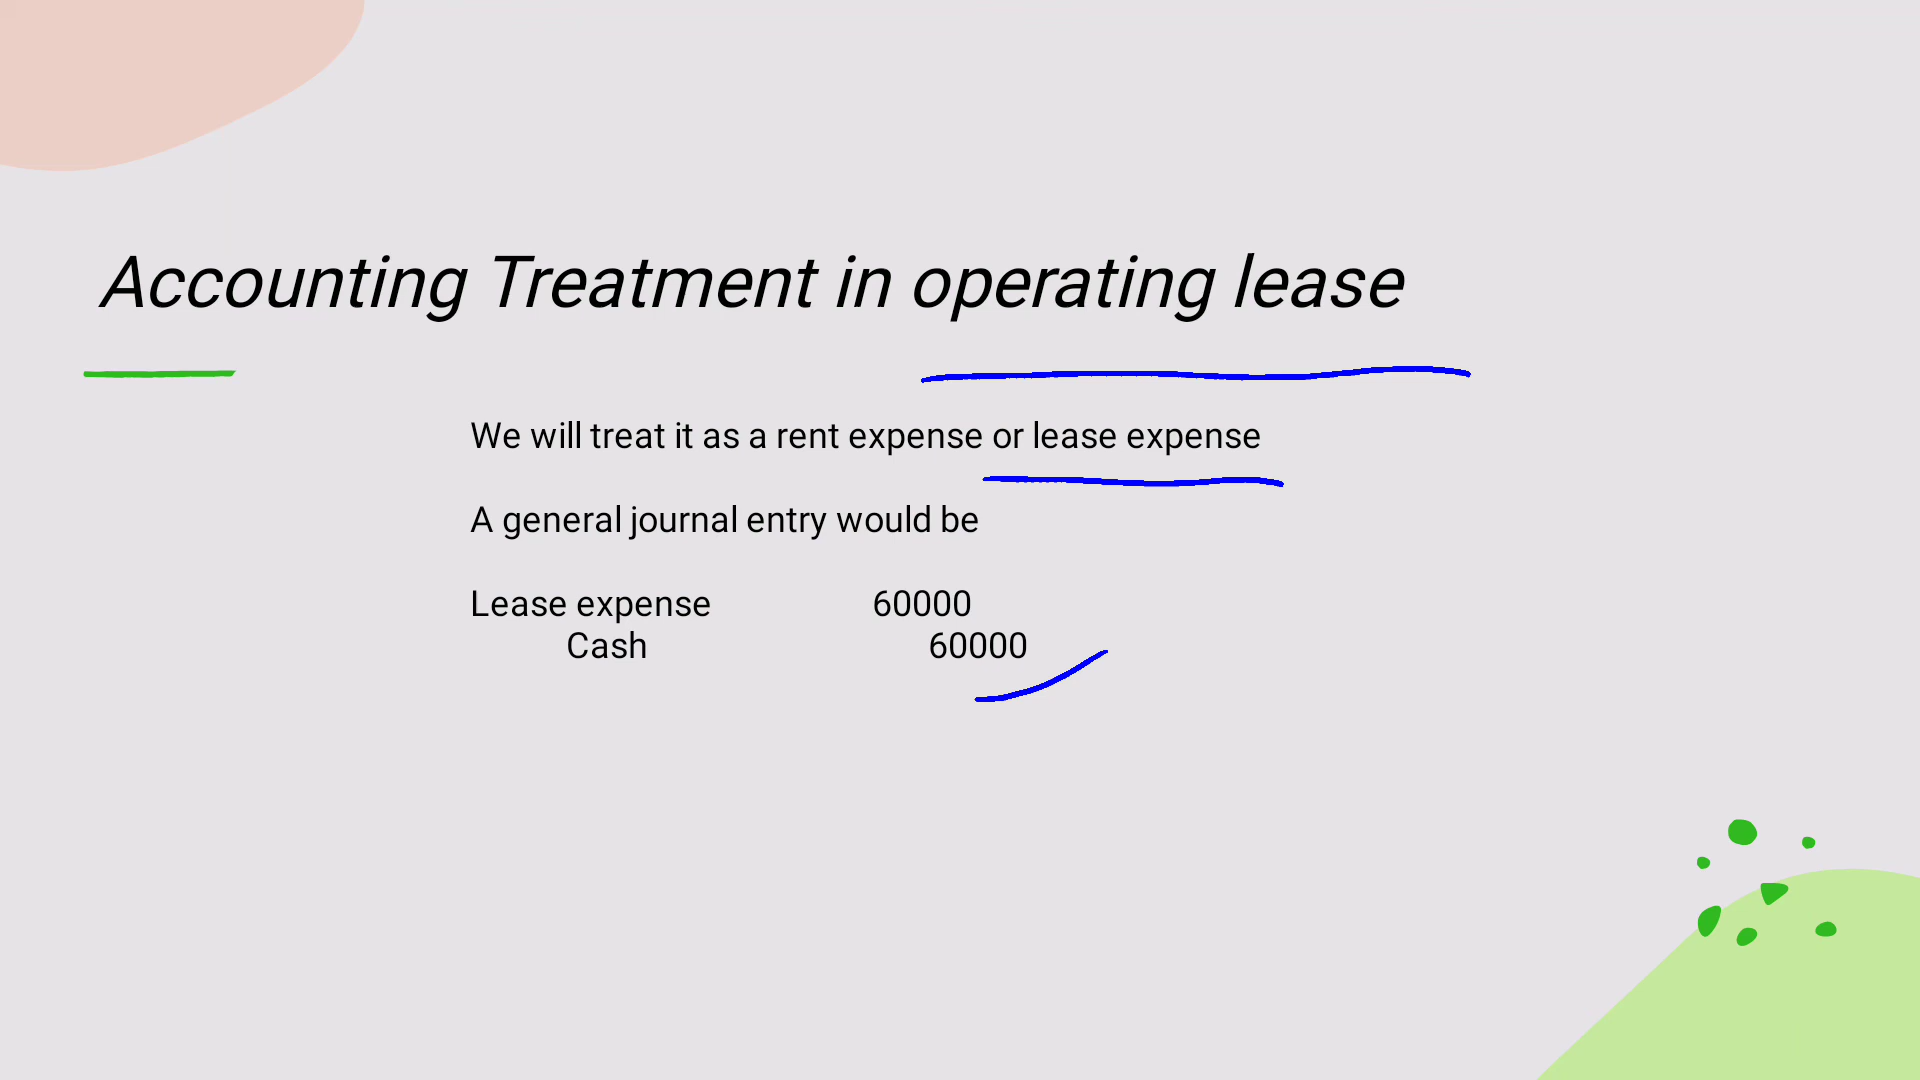 Accounting Treatment in operating lease
We will treat it as a rent expense or lease expense
A general journal entry would be
Lease expense 60000
Cash 60000